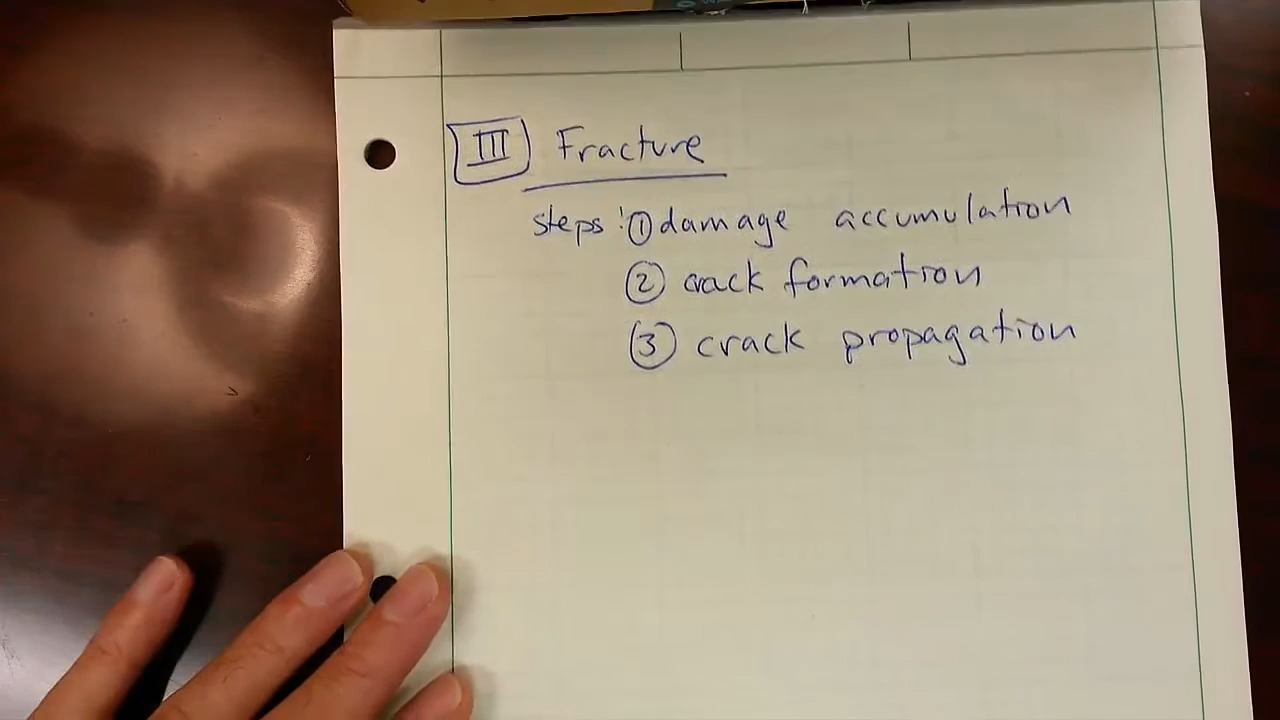 III Fracture
steps: ① damage accumulation
② crack formation
③ crack propagation